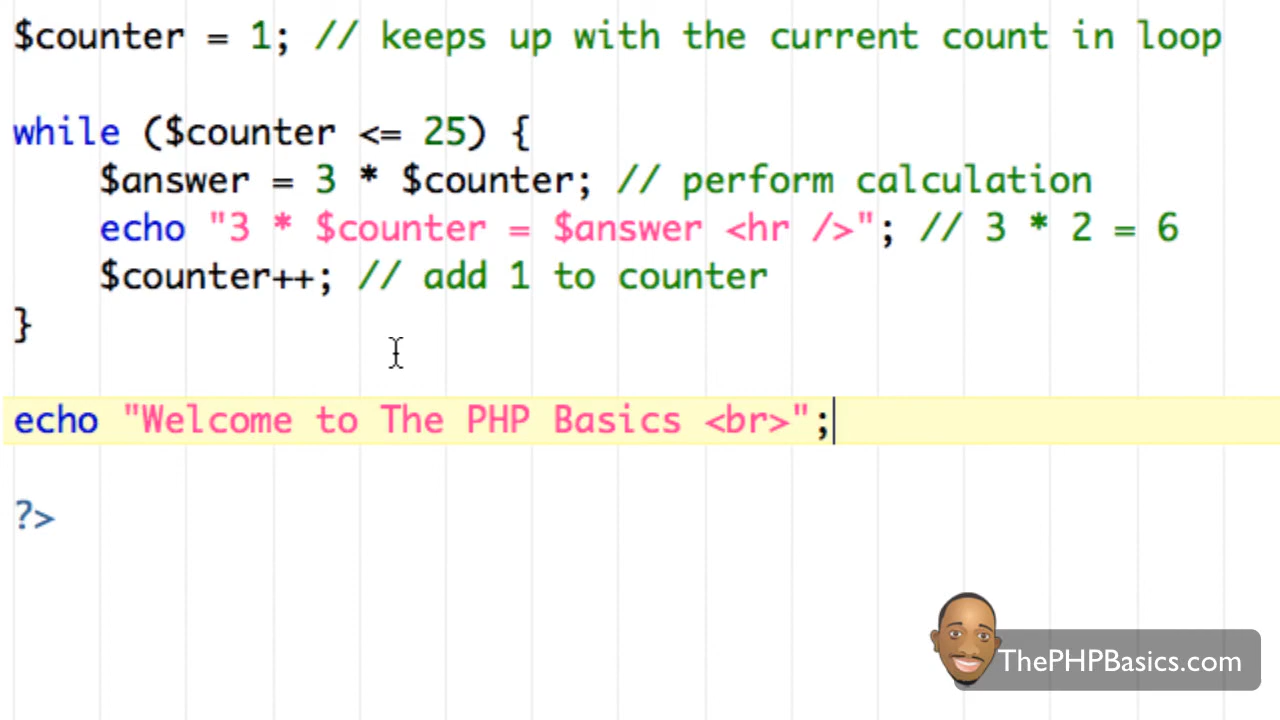 $counter = 1; // keeps up with the current count in loop
while ($counter <= 25) {
$answer = 3 * $counter; // perform calculation
echo "3 * $counter = $answer <hr />"; // 3 * 2 = 6
$counter++; // add 1 to counter
}
echo "Welcome to The PHP Basics <br>";
?>
ThePHPBasics.com